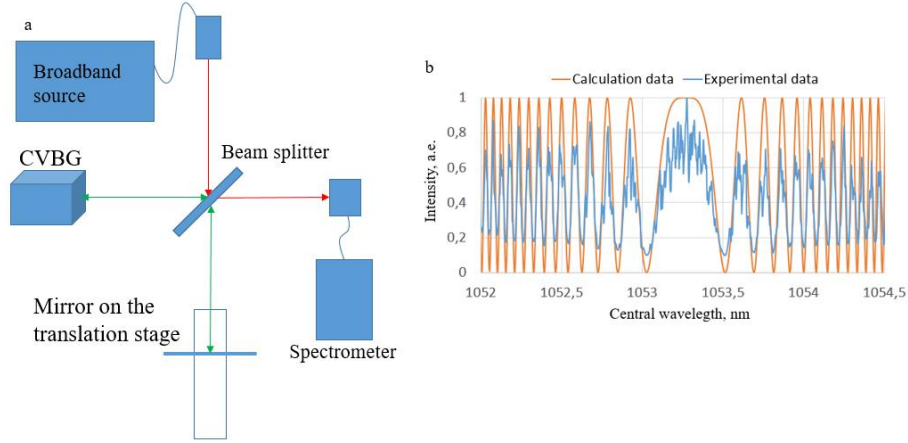 a
Broadband
source
CVBG
Beam splitter
Mirror on the
translation stage
Spectrometer
b
Calculation data
Experimental data
Intensity, a.e.
1
0,8
0,6
0,4
0,2
0
1052
1052,5
1053
1053,5
1054
1054,5
Central wavelegth, nm